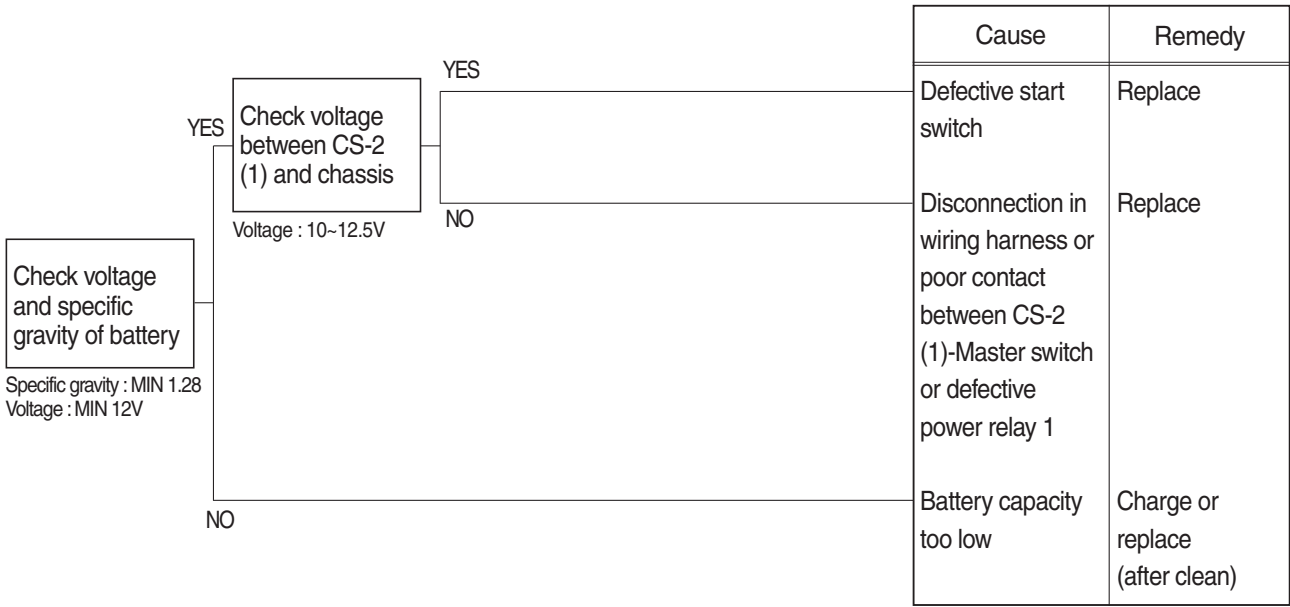 Cause
Remedy
YES
Defective start
switch
Replace
YES
Check voltage
between CS-2
(1) and chassis
Voltage : 10~12.5V
NO
Disconnection in
wiring harness or
poor contact
between CS-2
(1)-Master switch
or defective
power relay 1
Replace
Check voltage
and specific
gravity of battery
Specific gravity : MIN 1.28
Voltage : MIN 12V
NO
Battery capacity
too low
Charge or
replace
(after clean)